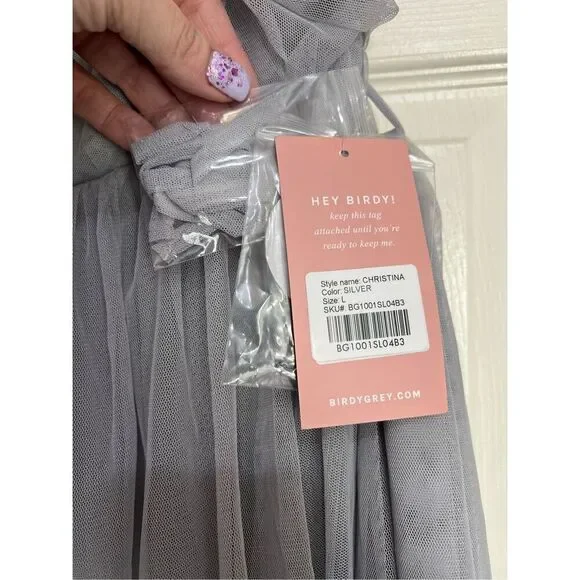 HEY BIRDY!
keep this tag
attached until you're
ready to keep me.
Style name: CHRISTINA
Color: SILVER
Size: L
SKU#: BG1001SL04B3
BG1001SL04B3
BIRDYGREY.COM